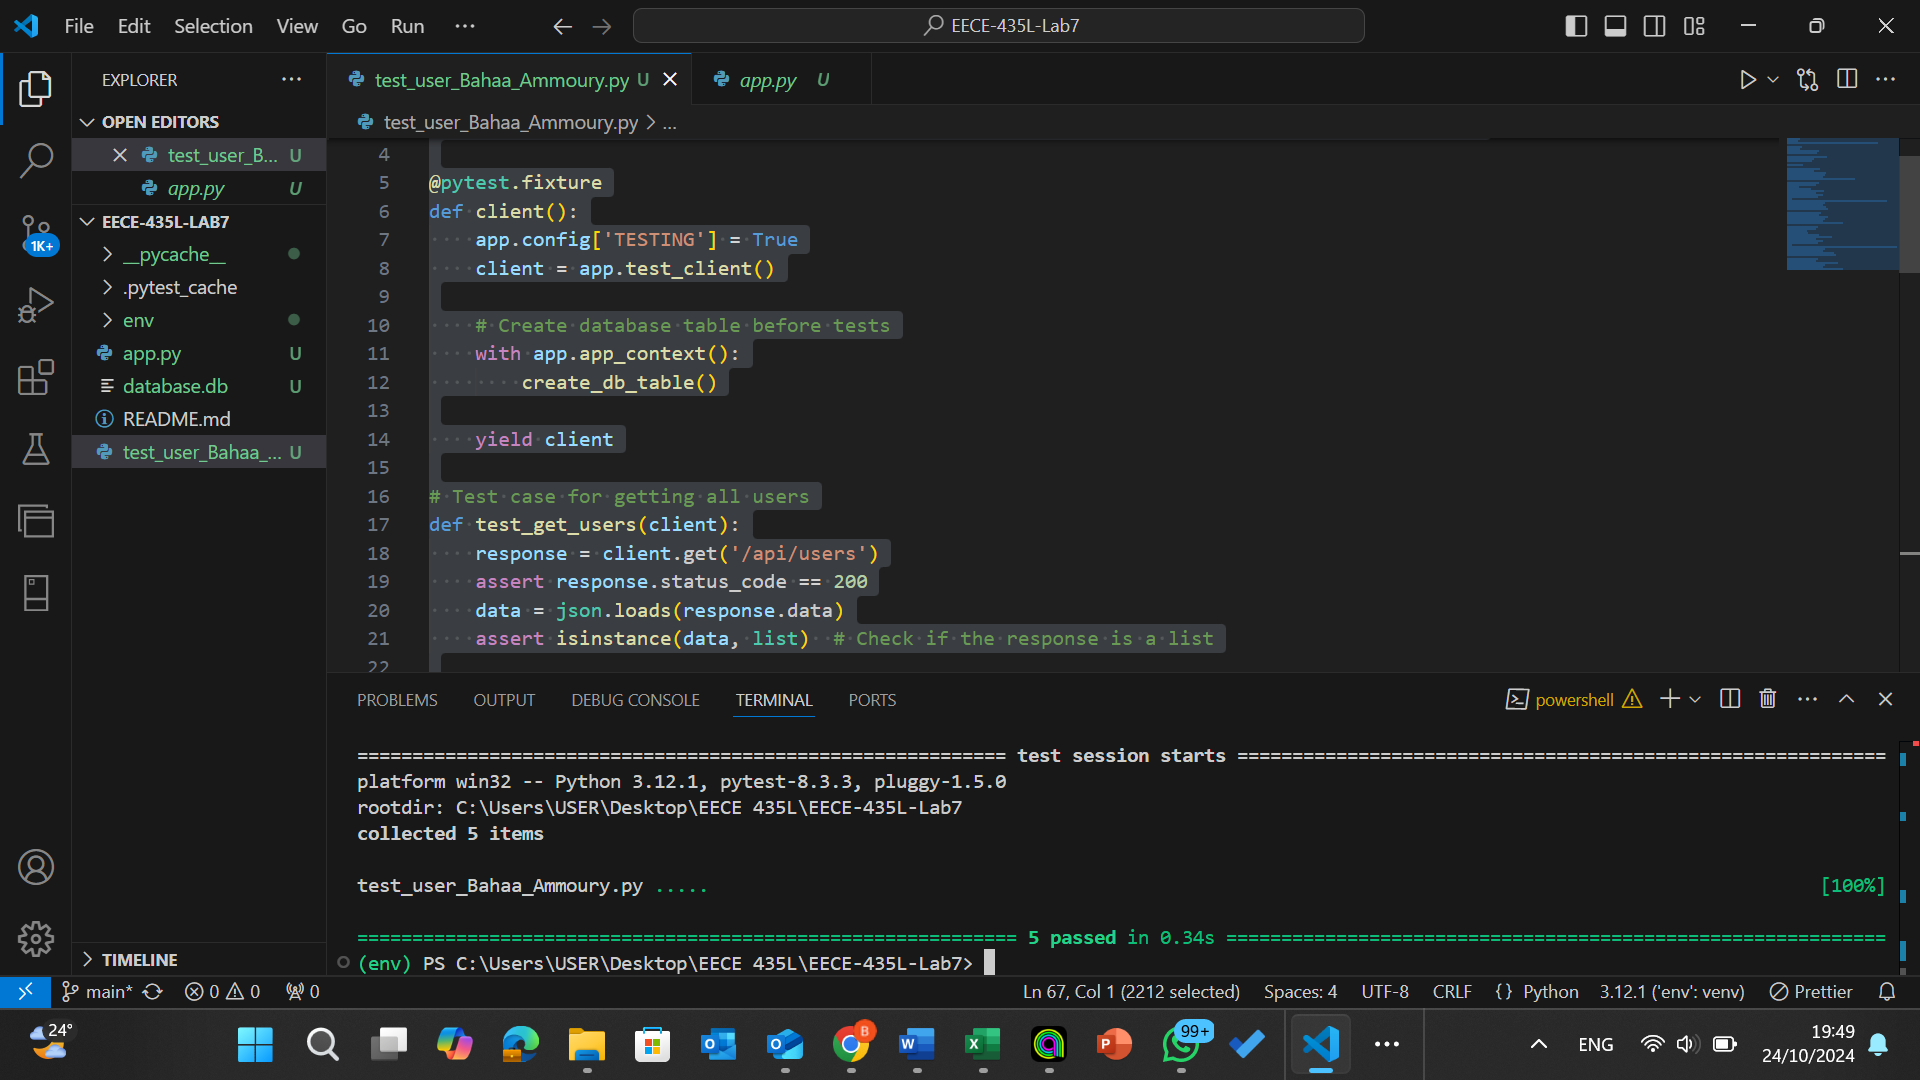 File Edit Selection View Go Run ···
EECE-435L-Lab7
EXPLORER
OPEN EDITORS
test_user_B... U
app.py U
EECE-435L-LAB7
__pycache__
.pytest_cache
env
app.py U
database.db U
README.md
test_user_Bahaa_... U
TIMELINE
1K+
test_user_Bahaa_Ammoury.py U
app.py U
test_user_Bahaa_Ammoury.py > ...
4
5 @pytest.fixture
6 def client():
7 app.config['TESTING'] = True
8 client = app.test_client()
9
10 # Create database table before tests
11 with app.app_context():
12 create_db_table()
13
14 yield client
15
16 # Test case for getting all users
17 def test_get_users(client):
18 response = client.get('/api/users')
19 assert response.status_code == 200
20 data = json.loads(response.data)
21 assert isinstance(data, list) # Check if the response is a list
22
PROBLEMS OUTPUT DEBUG CONSOLE TERMINAL PORTS
powershell
=========================================================== test session starts ===========================================================
platform win32 -- Python 3.12.1, pytest-8.3.3, pluggy-1.5.0
rootdir: C:\Users\USER\Desktop\EECE 435L\EECE-435L-Lab7
collected 5 items
test_user_Bahaa_Ammoury.py ..... [100%]
============================================================ 5 passed in 0.34s ============================================================
(env) PS C:\Users\USER\Desktop\EECE 435L\EECE-435L-Lab7>
main* 0 0 0 Ln 67, Col 1 (2212 selected) Spaces: 4 UTF-8 CRLF {} Python 3.12.1 ('env': venv) Prettier
24° B 99+ ENG 19:49
24/10/2024